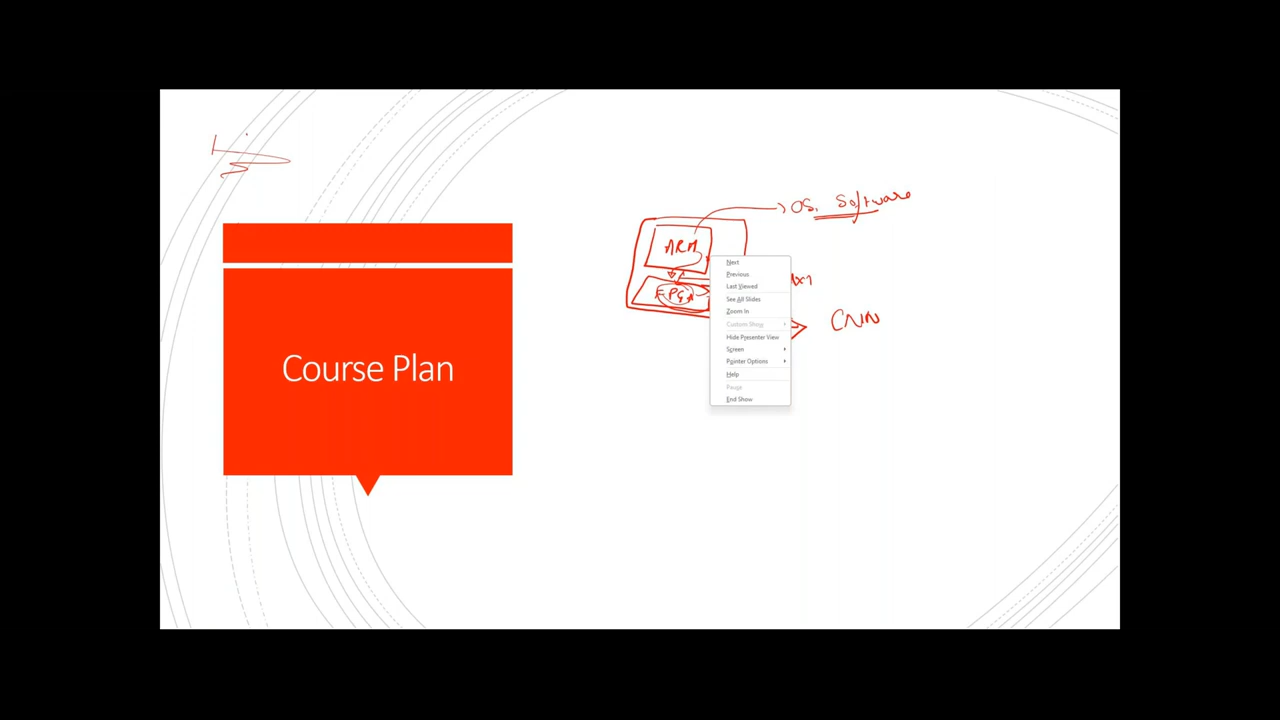 OS, Software
ARM
FPGA
CNN
Course Plan
Next
Previous
Last Viewed
See All Slides
Zoom In
Custom Show
Hide Presenter View
Screen
Pointer Options
Help
Pause
End Show